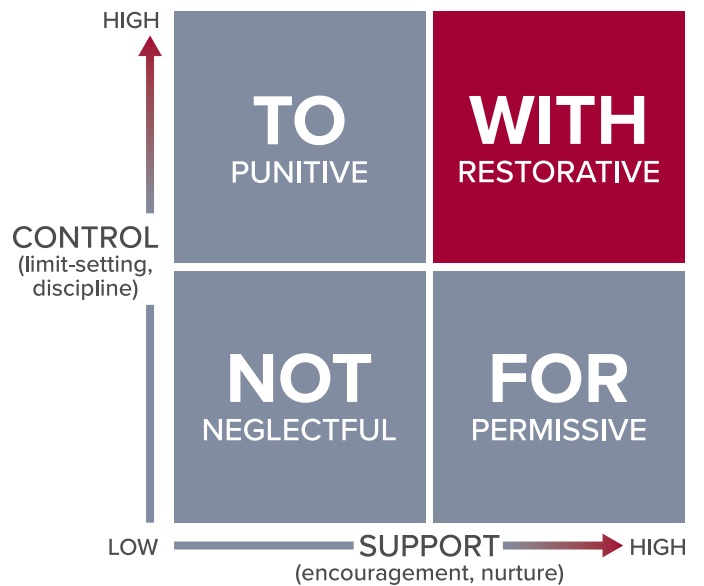 HIGH
TO
PUNITIVE
WITH
RESTORATIVE
CONTROL
(limit-setting,
discipline)
NOT
NEGLECTFUL
FOR
PERMISSIVE
LOW
SUPPORT
HIGH
(encouragement, nurture)